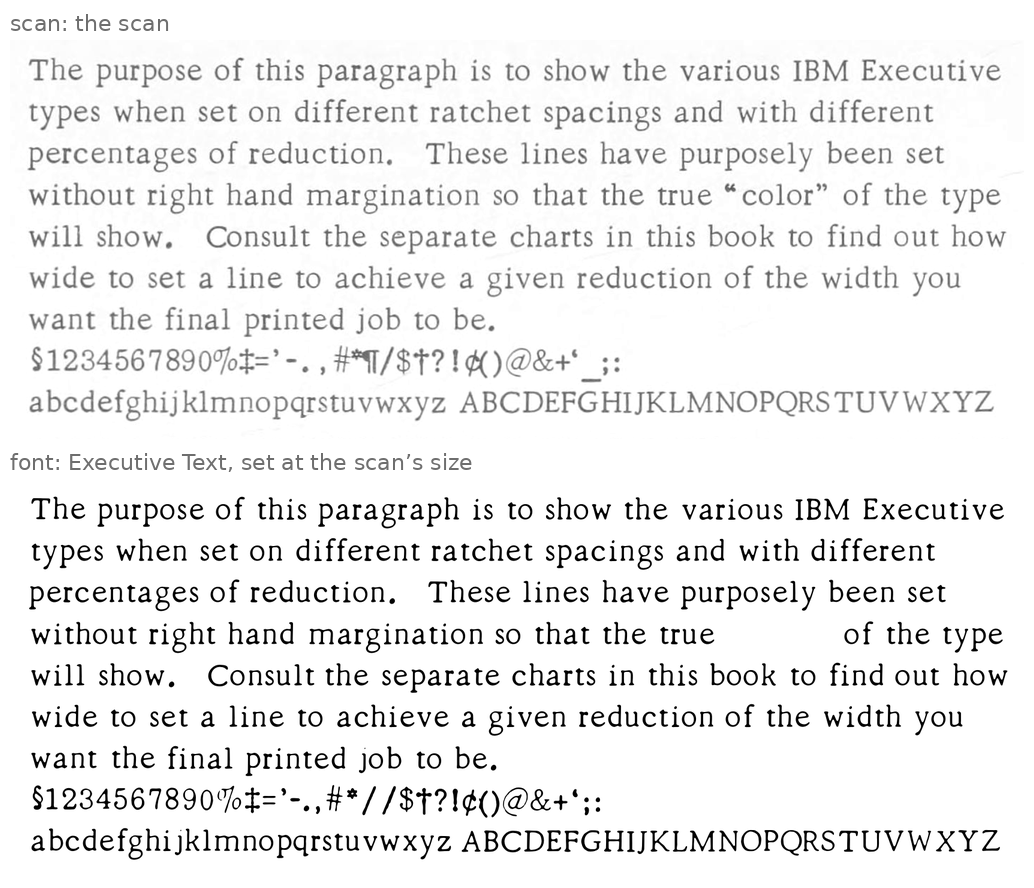 scan: the scan
The purpose of this paragraph is to show the various IBM Executive
types when set on different ratchet spacings and with different
percentages of reduction.  These lines have purposely been set
without right hand margination so that the true “color” of the type
will show.  Consult the separate charts in this book to find out how
wide to set a line to achieve a given reduction of the width you
want the final printed job to be.
§1234567890%‡=’-.,#*¶/$†?!¢()@&+‘_;:
abcdefghijklmnopqrstuvwxyz ABCDEFGHIJKLMNOPQRSTUVWXYZ
font: Executive Text, set at the scan’s size
The purpose of this paragraph is to show the various IBM Executive
types when set on different ratchet spacings and with different
percentages of reduction.  These lines have purposely been set
without right hand margination so that the true of the type
will show.  Consult the separate charts in this book to find out how
wide to set a line to achieve a given reduction of the width you
want the final printed job to be.
§1234567890%‡=’-.,#*//$†?!¢()@&+‘;:
abcdefghijklmnopqrstuvwxyz ABCDEFGHIJKLMNOPQRSTUVWXYZ